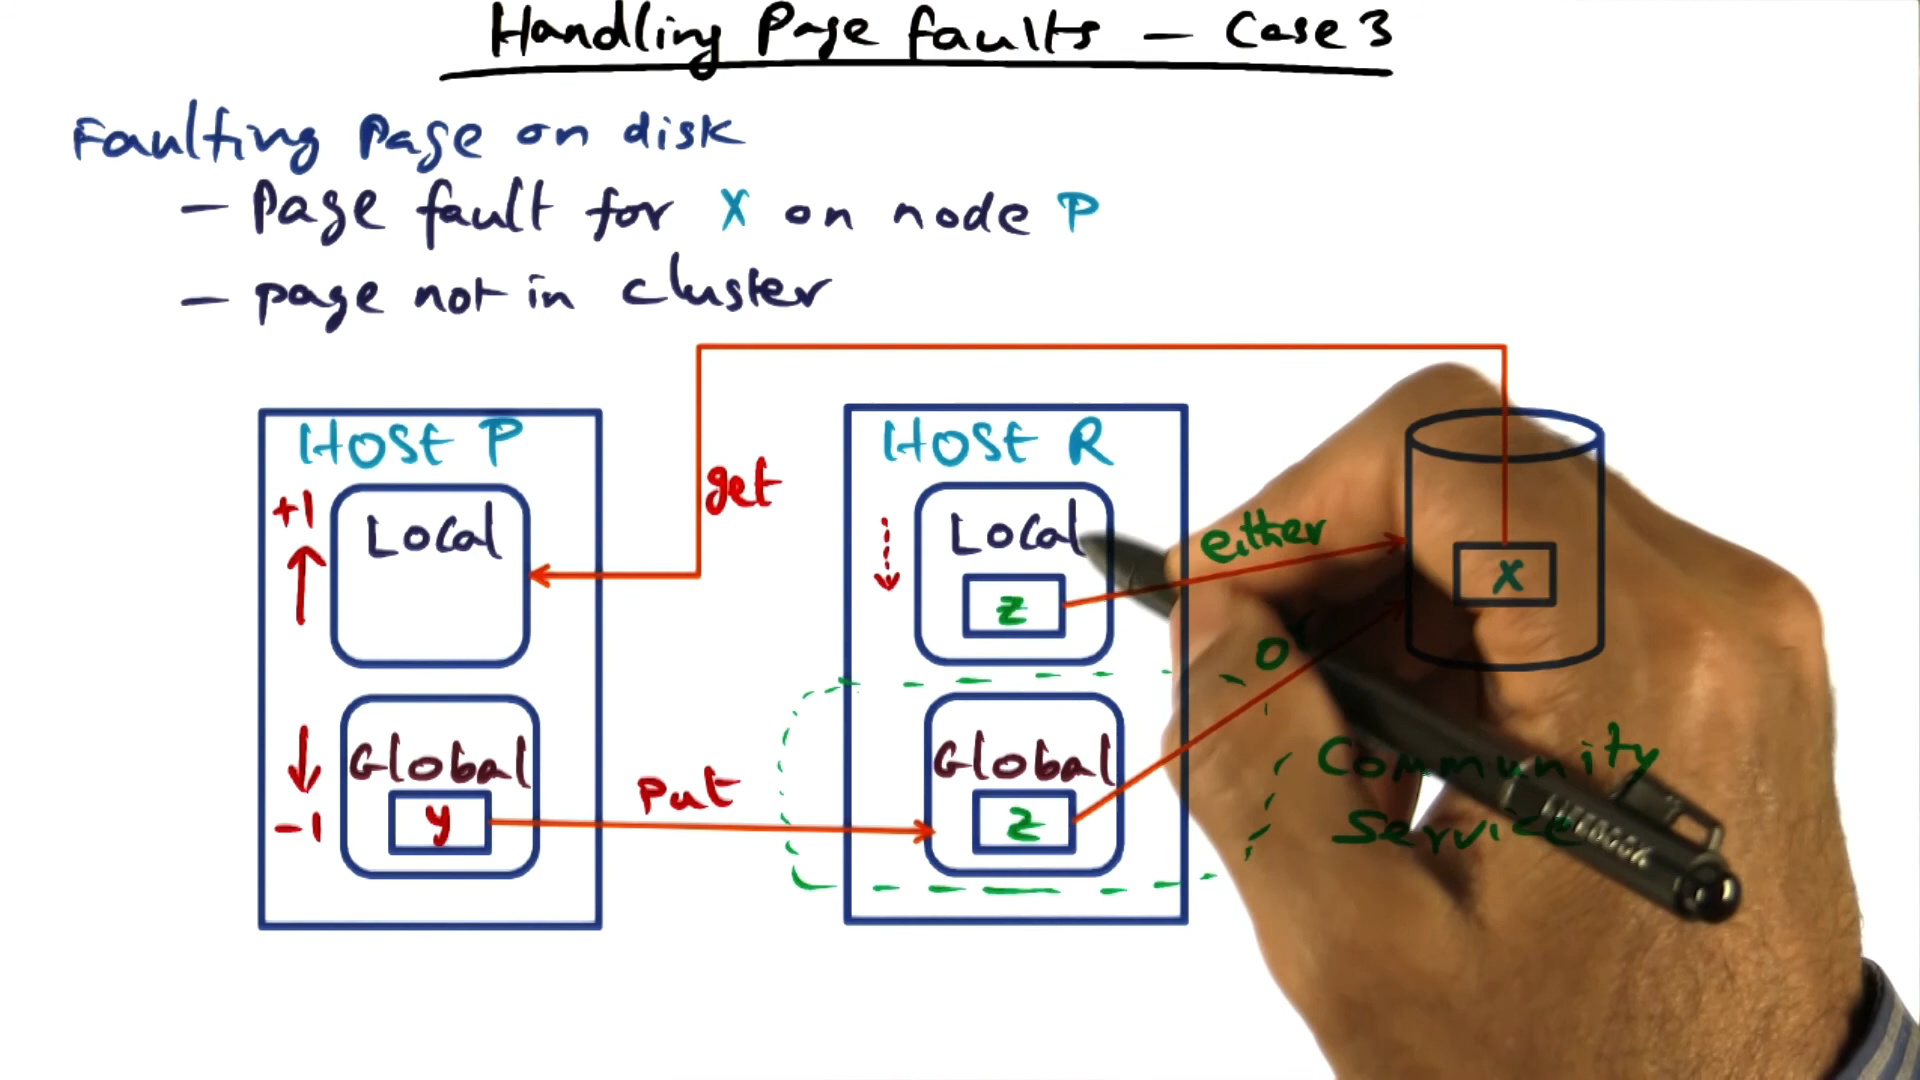 Handling Page faults — Case 3
Faulting Page on disk
— Page fault for X on node P
— page not in cluster
Host P
Host R
+1
Local
get
Local
either
X
Z
or
Global
Global
Community
Service
y
put
Z
-1